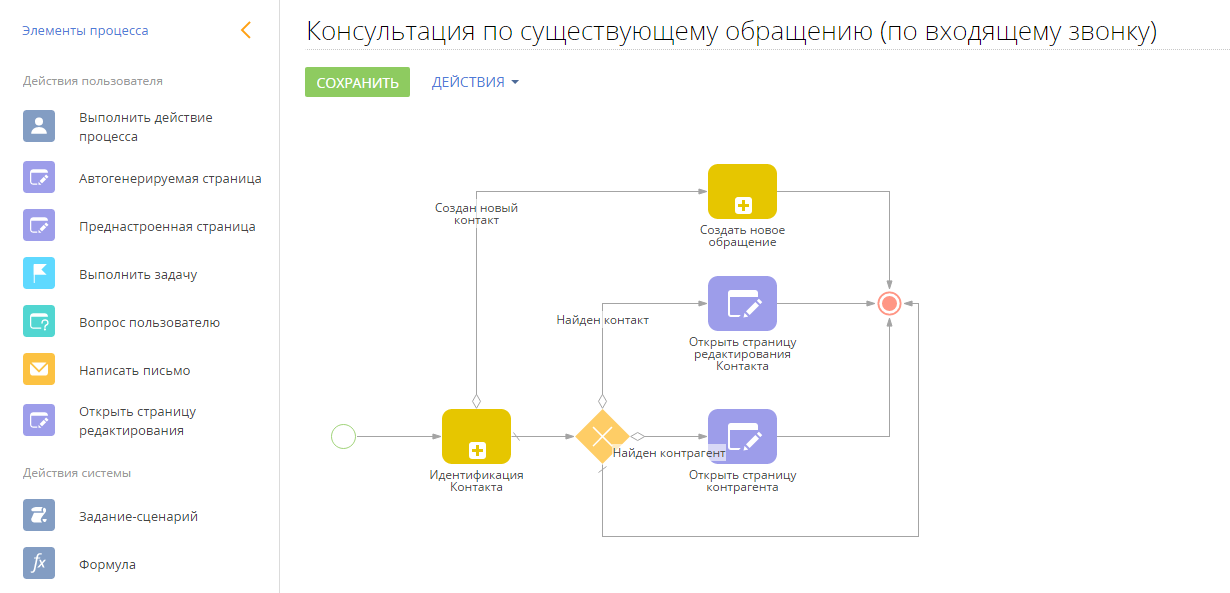 Элементы процесса
Действия пользователя
Выполнить действие
процесса
Автогенерируемая страница
Преднастроенная страница
Выполнить задачу
Вопрос пользователю
Написать письмо
Открыть страницу
редактирования
Действия системы
Задание-сценарий
fx
Формула
Консультация по существующему обращению (по входящему звонку)
СОХРАНИТЬ
ДЕЙСТВИЯ
Создан новый
контакт
Создать новое
обращение
Найден контакт
Открыть страницу
редактирования
Контакта
Идентификация
Контакта
Найден контрагент
Открыть страницу
контрагента